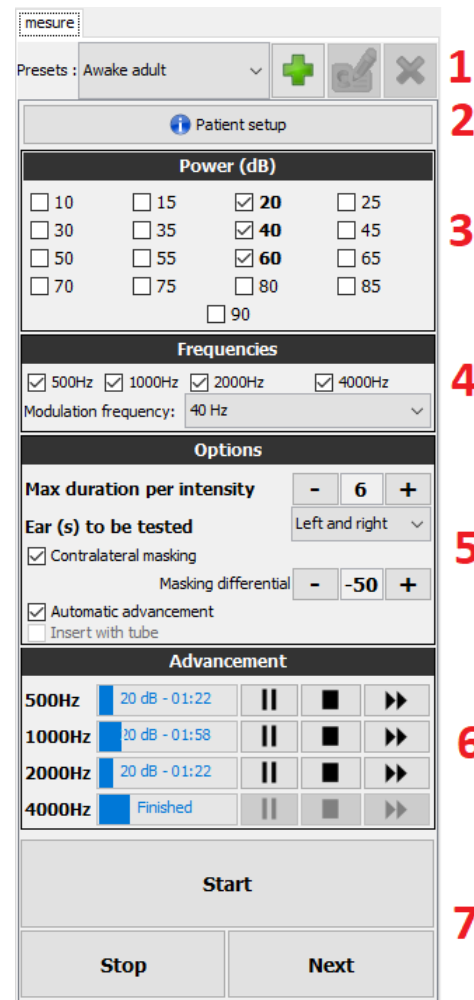 mesure
Presets : Awake adult 1
Patient setup 2
Power (dB)
10 15 20 25
30 35 40 45 3
50 55 60 65
70 75 80 85
90
Frequencies
500Hz 1000Hz 2000Hz 4000Hz 4
Modulation frequency: 40 Hz
Options
Max duration per intensity - 6 +
Ear (s) to be tested Left and right
Contralateral masking 5
Masking differential - -50 +
Automatic advancement
Insert with tube
Advancement
500Hz 20 dB - 01:22
1000Hz 20 dB - 01:58 6
2000Hz 20 dB - 01:22
4000Hz Finished
Start
7
Stop Next